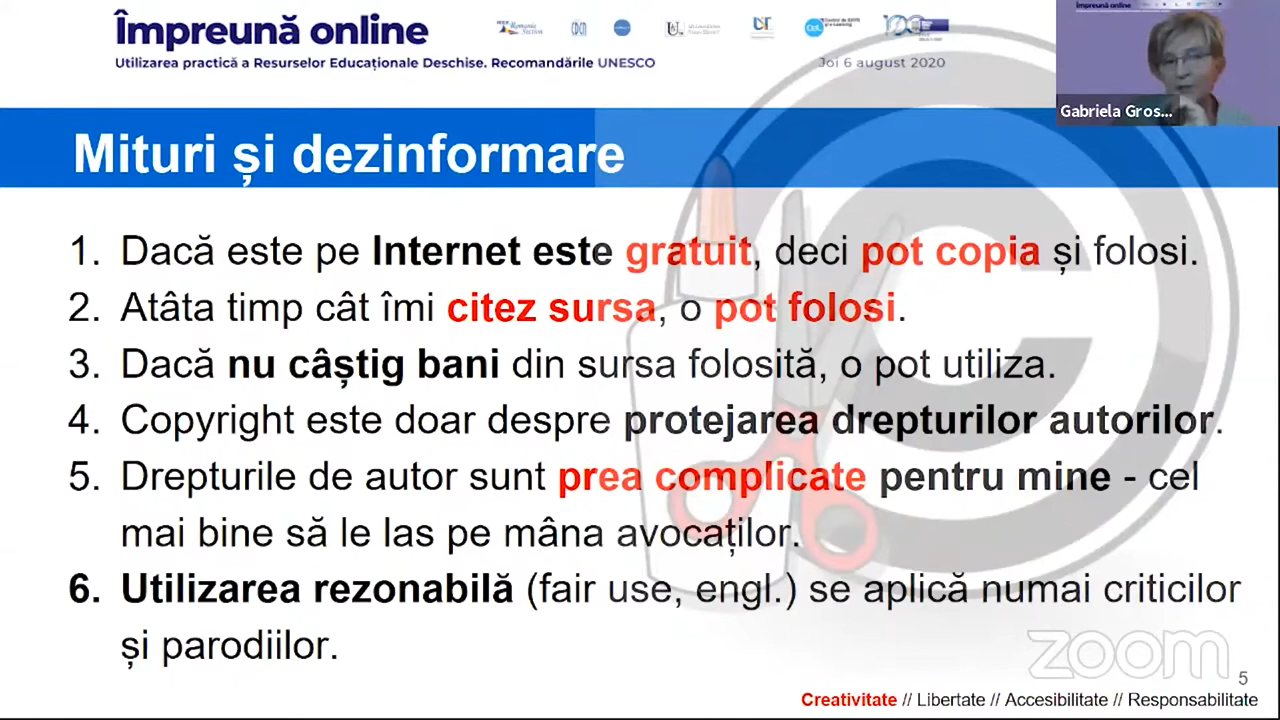 Împreună online
Utilizarea practică a Resurselor Educaționale Deschise. Recomandările UNESCO
Joi 6 august 2020
Gabriela Gros...
Mituri și dezinformare
1. Dacă este pe Internet este gratuit, deci pot copia și folosi.
2. Atâta timp cât îmi citez sursa, o pot folosi.
3. Dacă nu câștig bani din sursa folosită, o pot utiliza.
4. Copyright este doar despre protejarea drepturilor autorilor.
5. Drepturile de autor sunt prea complicate pentru mine - cel
mai bine să le las pe mâna avocaților.
6. Utilizarea rezonabilă (fair use, engl.) se aplică numai criticilor
și parodiilor.
zoom
5
Creativitate // Libertate // Accesibilitate // Responsabilitate